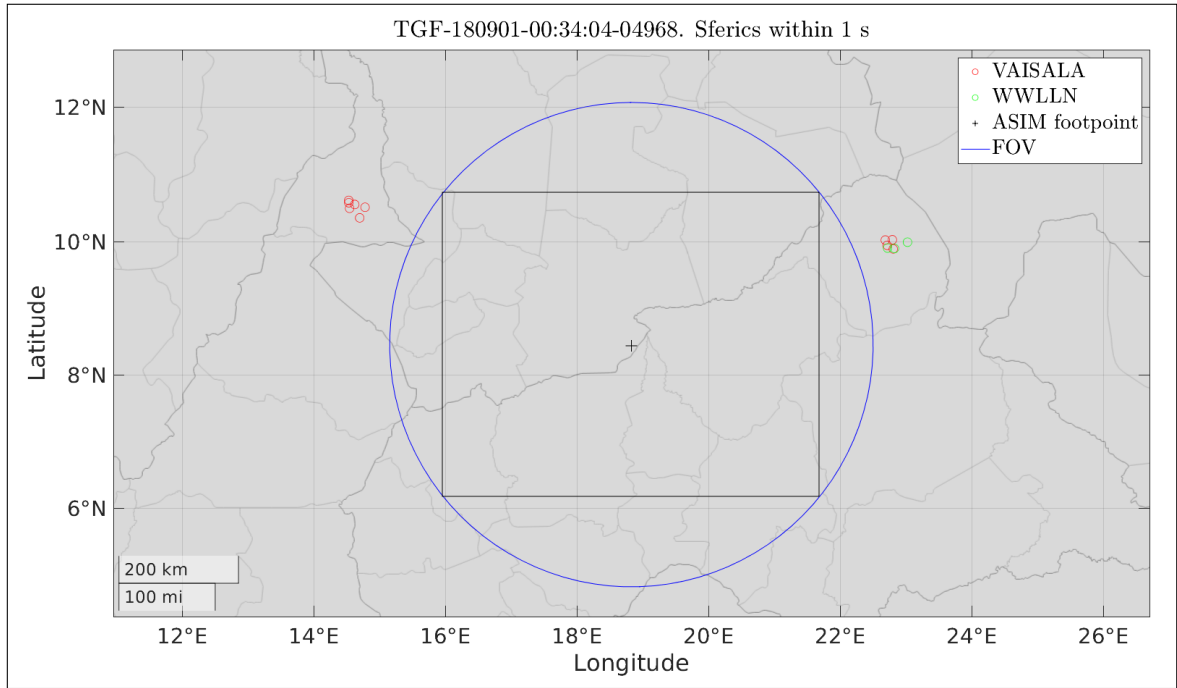 TGF-180901-00:34:04-04968. Sferics within 1 s
VAISALA
WWLLN
ASIM footpoint
FOV
12°N
10°N
8°N
6°N
Latitude
200 km
100 mi
12°E 14°E 16°E 18°E 20°E 22°E 24°E 26°E
Longitude